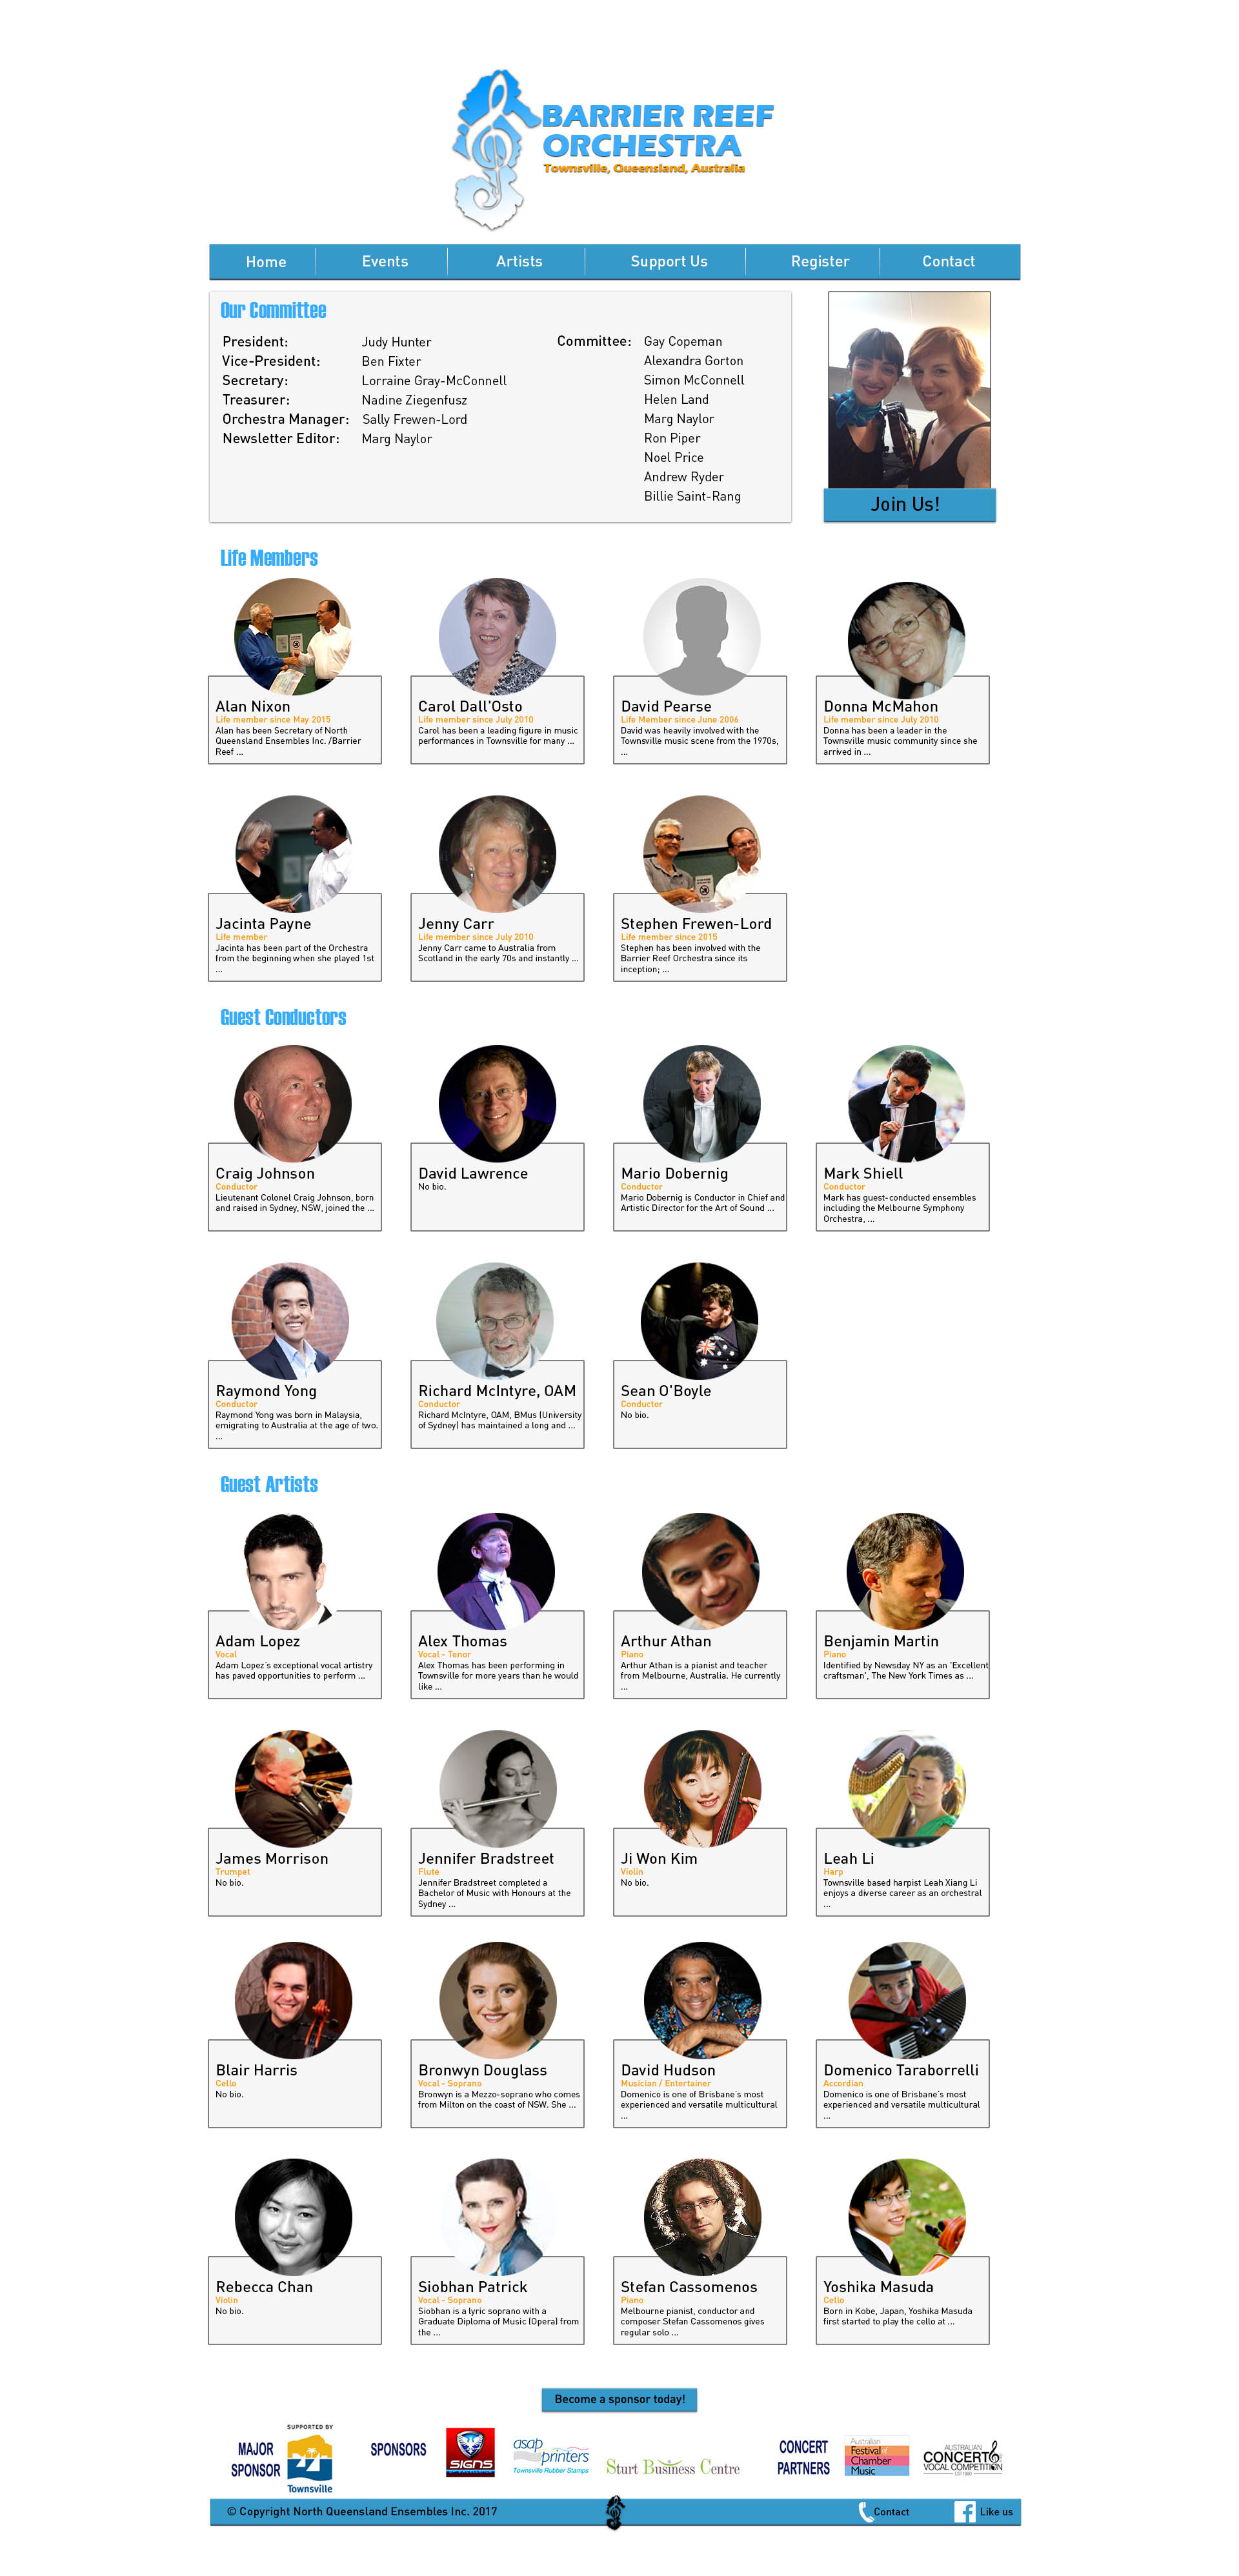 BARRIER REEF
ORCHESTRA
Townsville, Queensland, Australia
Home Events Artists Support Us Register Contact
Our Committee
President: Judy Hunter
Vice-President: Ben Fixter
Secretary: Lorraine Gray-McConnell
Treasurer: Nadine Ziegenfusz
Orchestra Manager: Sally Frewen-Lord
Newsletter Editor: Marg Naylor
Committee: Gay Copeman
Alexandra Gorton
Simon McConnell
Helen Land
Marg Naylor
Ron Piper
Noel Price
Andrew Ryder
Billie Saint-Rang
Join Us!
Life Members
Alan Nixon
Life member since May 2015
Alan has been Secretary of North
Queensland Ensembles Inc. /Barrier
Reef ...
Carol Dall'Osto
Life member since July 2010
Carol has been a leading figure in music
performances in Townsville for many ...
David Pearse
Life Member since June 2006
David was heavily involved with the
Townsville music scene from the 1970s,
...
Donna McMahon
Life member since July 2010
Donna has been a leader in the
Townsville music community since she
arrived in ...
Jacinta Payne
Life member
Jacinta has been part of the Orchestra
from the beginning when she played 1st
...
Jenny Carr
Life member since July 2010
Jenny Carr came to Australia from
Scotland in the early 70s and instantly ...
Stephen Frewen-Lord
Life member since 2015
Stephen has been involved with the
Barrier Reef Orchestra since its
inception; ...
Guest Conductors
Craig Johnson
Conductor
Lieutenant Colonel Craig Johnson, born
and raised in Sydney, NSW, joined the ...
David Lawrence
No bio.
Mario Dobernig
Conductor
Mario Dobernig is Conductor in Chief and
Artistic Director for the Art of Sound ...
Mark Shiell
Conductor
Mark has guest-conducted ensembles
including the Melbourne Symphony
Orchestra, ...
Raymond Yong
Conductor
Raymond Yong was born in Malaysia,
emigrating to Australia at the age of two.
...
Richard McIntyre, OAM
Conductor
Richard McIntyre, OAM, BMus (University
of Sydney) has maintained a long and ...
Sean O'Boyle
Conductor
No bio.
Guest Artists
Adam Lopez
Vocal
Adam Lopez's exceptional vocal artistry
has paved opportunities to perform ...
Alex Thomas
Vocal - Tenor
Alex Thomas has been performing in
Townsville for more years than he would
like ...
Arthur Athan
Piano
Arthur Athan is a pianist and teacher
from Melbourne, Australia. He currently
...
Benjamin Martin
Piano
Identified by Newsday NY as an 'Excellent
craftsman', The New York Times as ...
James Morrison
Trumpet
No bio.
Jennifer Bradstreet
Flute
Jennifer Bradstreet completed a
Bachelor of Music with Honours at the
Sydney ...
Ji Won Kim
Violin
No bio.
Leah Li
Harp
Townsville based harpist Leah Xiang Li
enjoys a diverse career as an orchestral
...
Blair Harris
Cello
No bio.
Bronwyn Douglass
Vocal - Soprano
Bronwyn is a Mezzo-soprano who comes
from Milton on the coast of NSW. She ...
David Hudson
Musician / Entertainer
Domenico is one of Brisbane's most
experienced and versatile multicultural
...
Domenico Taraborrelli
Accordian
Domenico is one of Brisbane's most
experienced and versatile multicultural
...
Rebecca Chan
Violin
No bio.
Siobhan Patrick
Vocal - Soprano
Siobhan is a lyric soprano with a
Graduate Diploma of Music (Opera) from
the ...
Stefan Cassomenos
Piano
Melbourne pianist, conductor and
composer Stefan Cassomenos gives
regular solo ...
Yoshika Masuda
Cello
Born in Kobe, Japan, Yoshika Masuda
first started to play the cello at ...
Become a sponsor today!
MAJOR
SPONSOR
SUPPORTED BY
Townsville
SPONSORS
SIGNS
asap
printers
Townsville Rubber Stamps
Sturt Business Centre
CONCERT
PARTNERS
Australian
Festival of
Chamber
Music
AUSTRALIAN
CONCERTO
VOCAL COMPETITION
© Copyright North Queensland Ensembles Inc. 2017
Contact
Like us